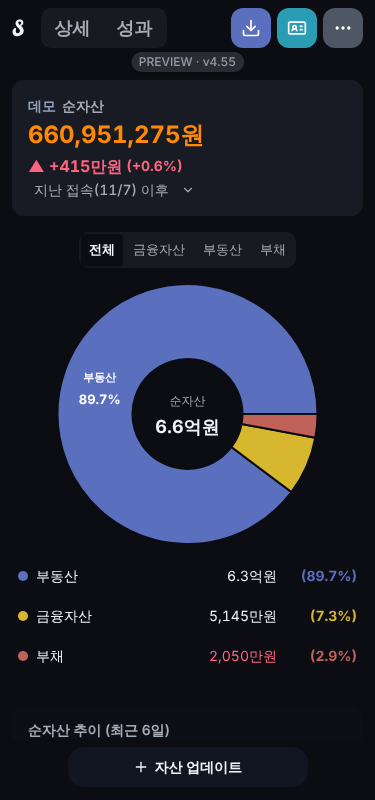 상세 성과
PREVIEW · v4.55
데모 순자산
660,951,275원
▲ +415만원 (+0.6%)
지난 접속(11/7) 이후
전체 금융자산 부동산 부채
부동산
89.7%
순자산
6.6억원
부동산 6.3억원 (89.7%)
금융자산 5,145만원 (7.3%)
부채 2,050만원 (2.9%)
순자산 추이 (최근 6일)
+ 자산 업데이트